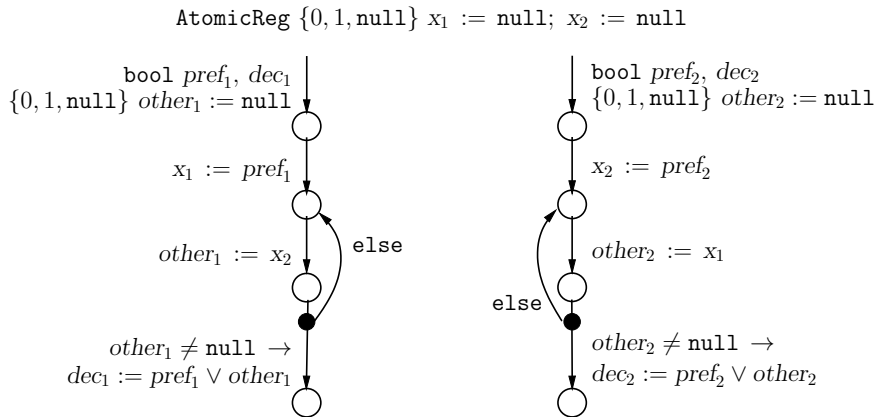 AtomicReg {0, 1, null} x₁ := null; x₂ := null
bool pref₁, dec₁
{0, 1, null} other₁ := null
x₁ := pref₁
other₁ := x₂
else
other₁ ≠ null →
dec₁ := pref₁ ∨ other₁
bool pref₂, dec₂
{0, 1, null} other₂ := null
x₂ := pref₂
other₂ := x₁
else
other₂ ≠ null →
dec₂ := pref₂ ∨ other₂